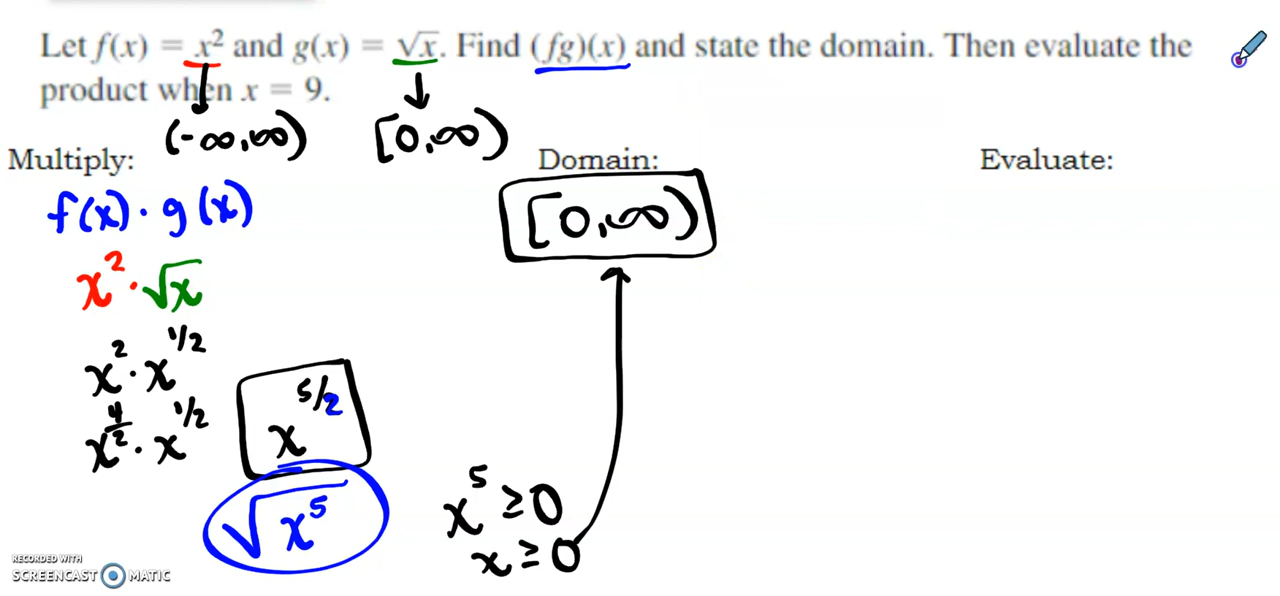 Let f(x) = x² and g(x) = √x. Find (fg)(x) and state the domain. Then evaluate the
product when x = 9.
(-∞,∞)
[0,∞)
Multiply:
Domain:
Evaluate:
f(x)·g(x)
[0,∞)
x²·√x
x²·x^1/2
x^4/2·x^1/2
x^5/2
√x⁵
x⁵ ≥ 0
x ≥ 0
RECORDED WITH
SCREENCAST MATIC